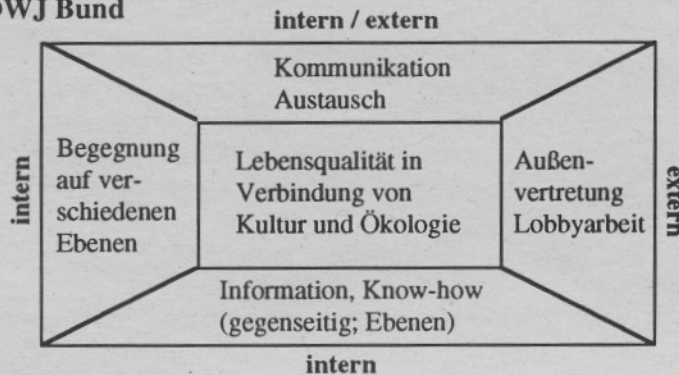 DWJ Bund
intern / extern
Kommunikation
Austausch
intern
Begegnung
auf ver-
schiedenen
Ebenen
Lebensqualität in
Verbindung von
Kultur und Ökologie
Außen-
vertretung
Lobbyarbeit
extern
Information, Know-how
(gegenseitig; Ebenen)
intern